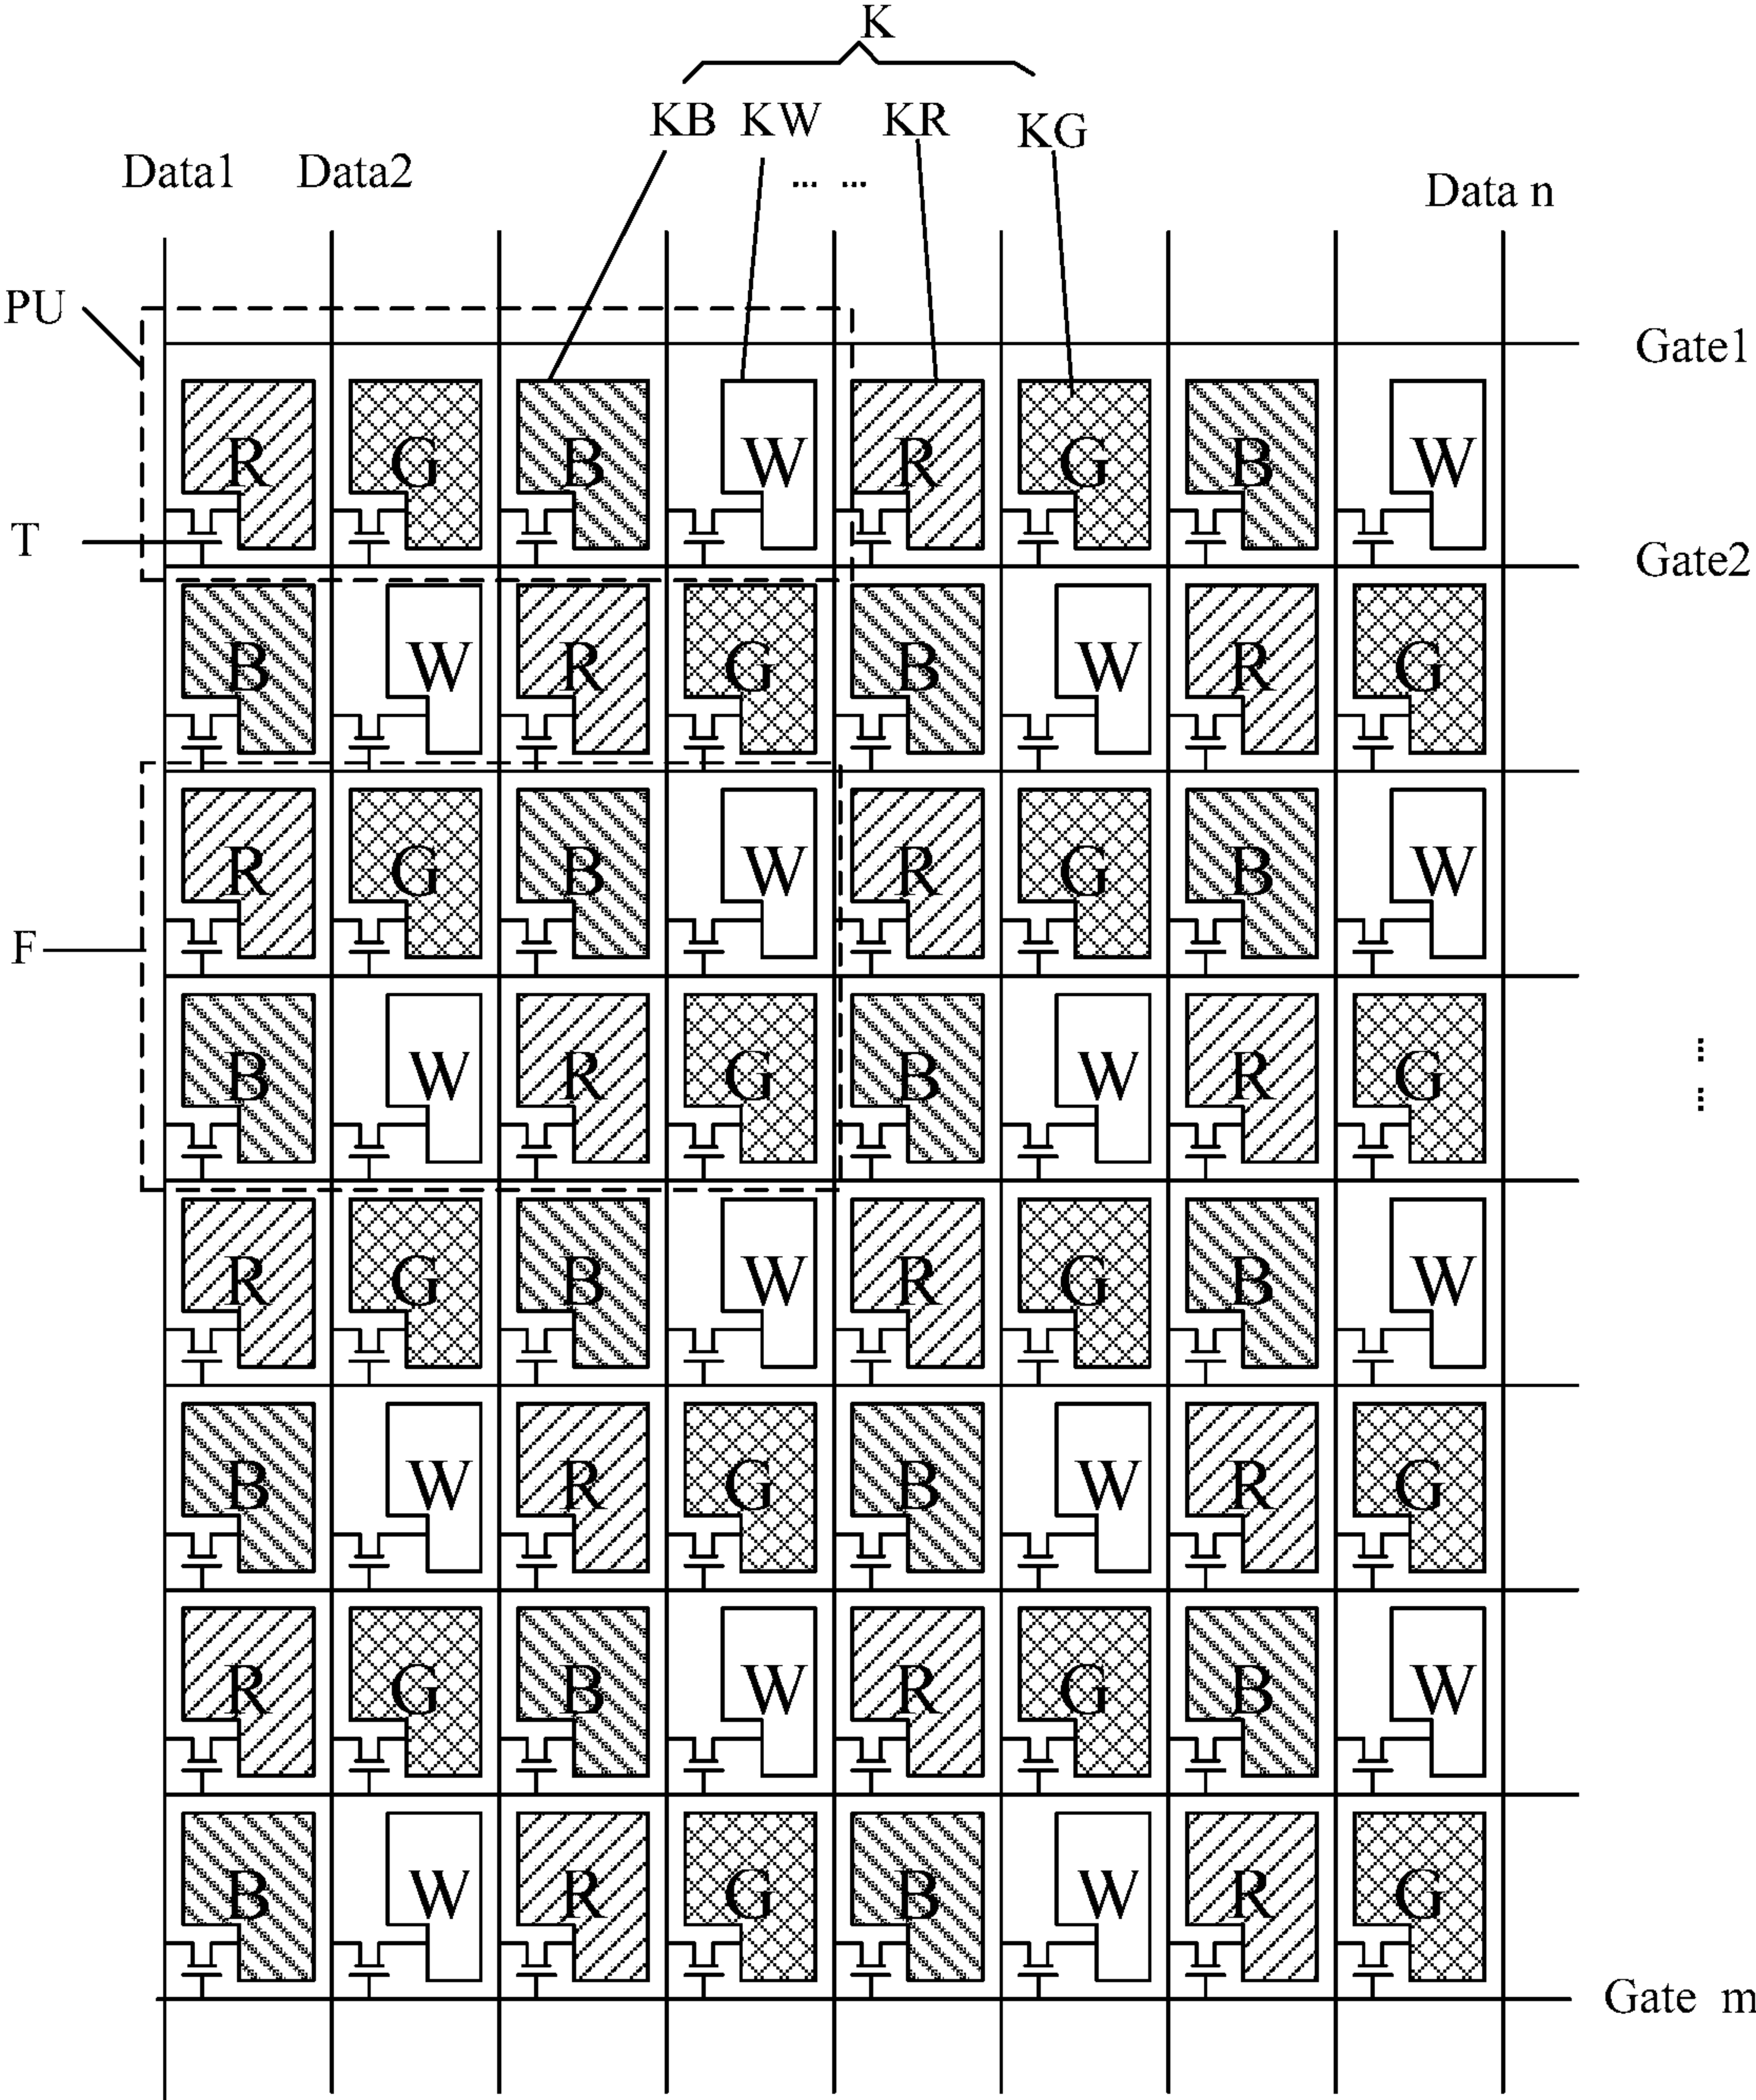 K
KB KW KR KG
Data1 Data2 ... ... Data n
PU
Gate1
R G B W R G B W
T
Gate2
B W R G B W R G
R G B W R G B W
F
B W R G B W R G
... ...
R G B W R G B W
B W R G B W R G
R G B W R G B W
B W R G B W R G
Gate m